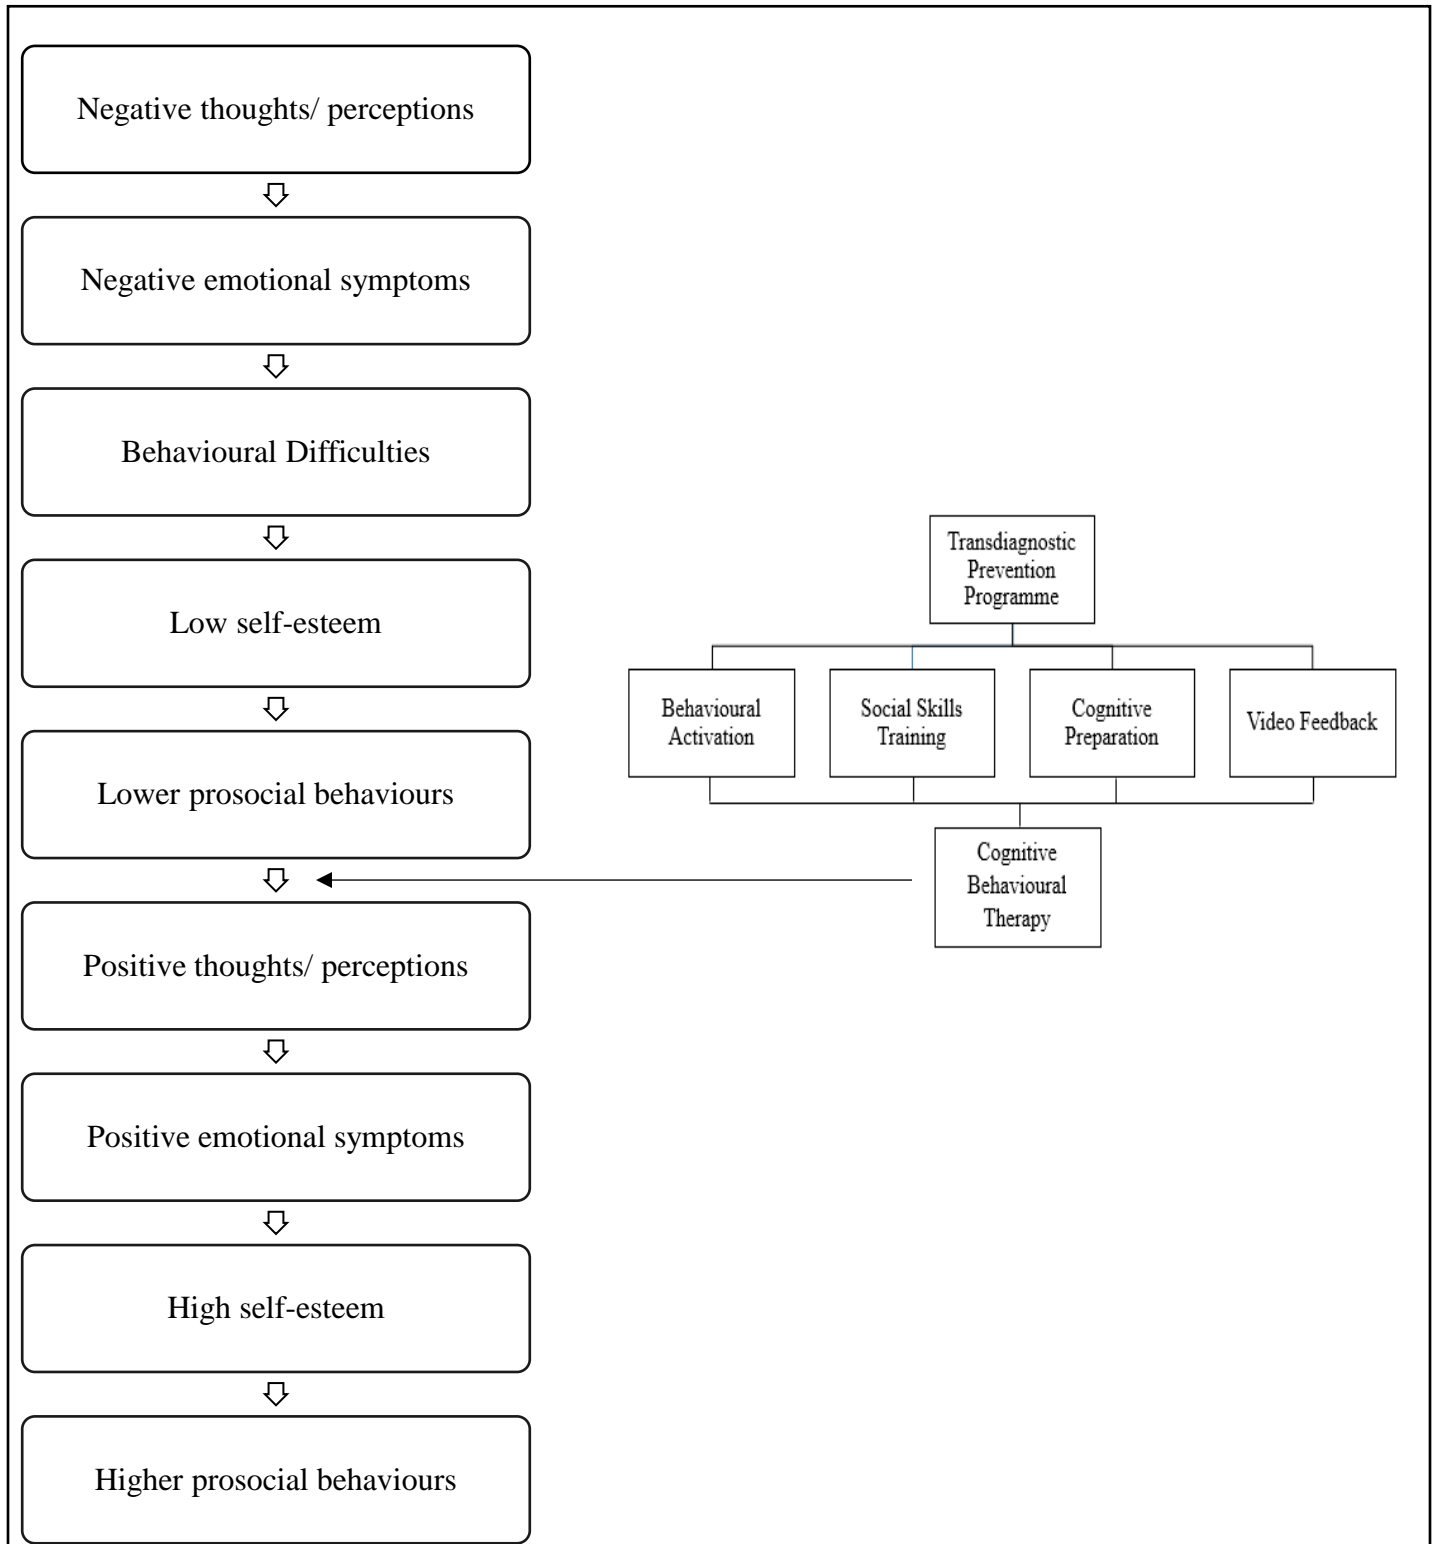 Negative thoughts/ perceptions
Negative emotional symptoms
Behavioural Difficulties
Low self-esteem
Lower prosocial behaviours
Positive thoughts/ perceptions
Positive emotional symptoms
High self-esteem
Higher prosocial behaviours
Transdiagnostic
Prevention
Programme
Behavioural
Activation
Social Skills
Training
Cognitive
Preparation
Video Feedback
Cognitive
Behavioural
Therapy